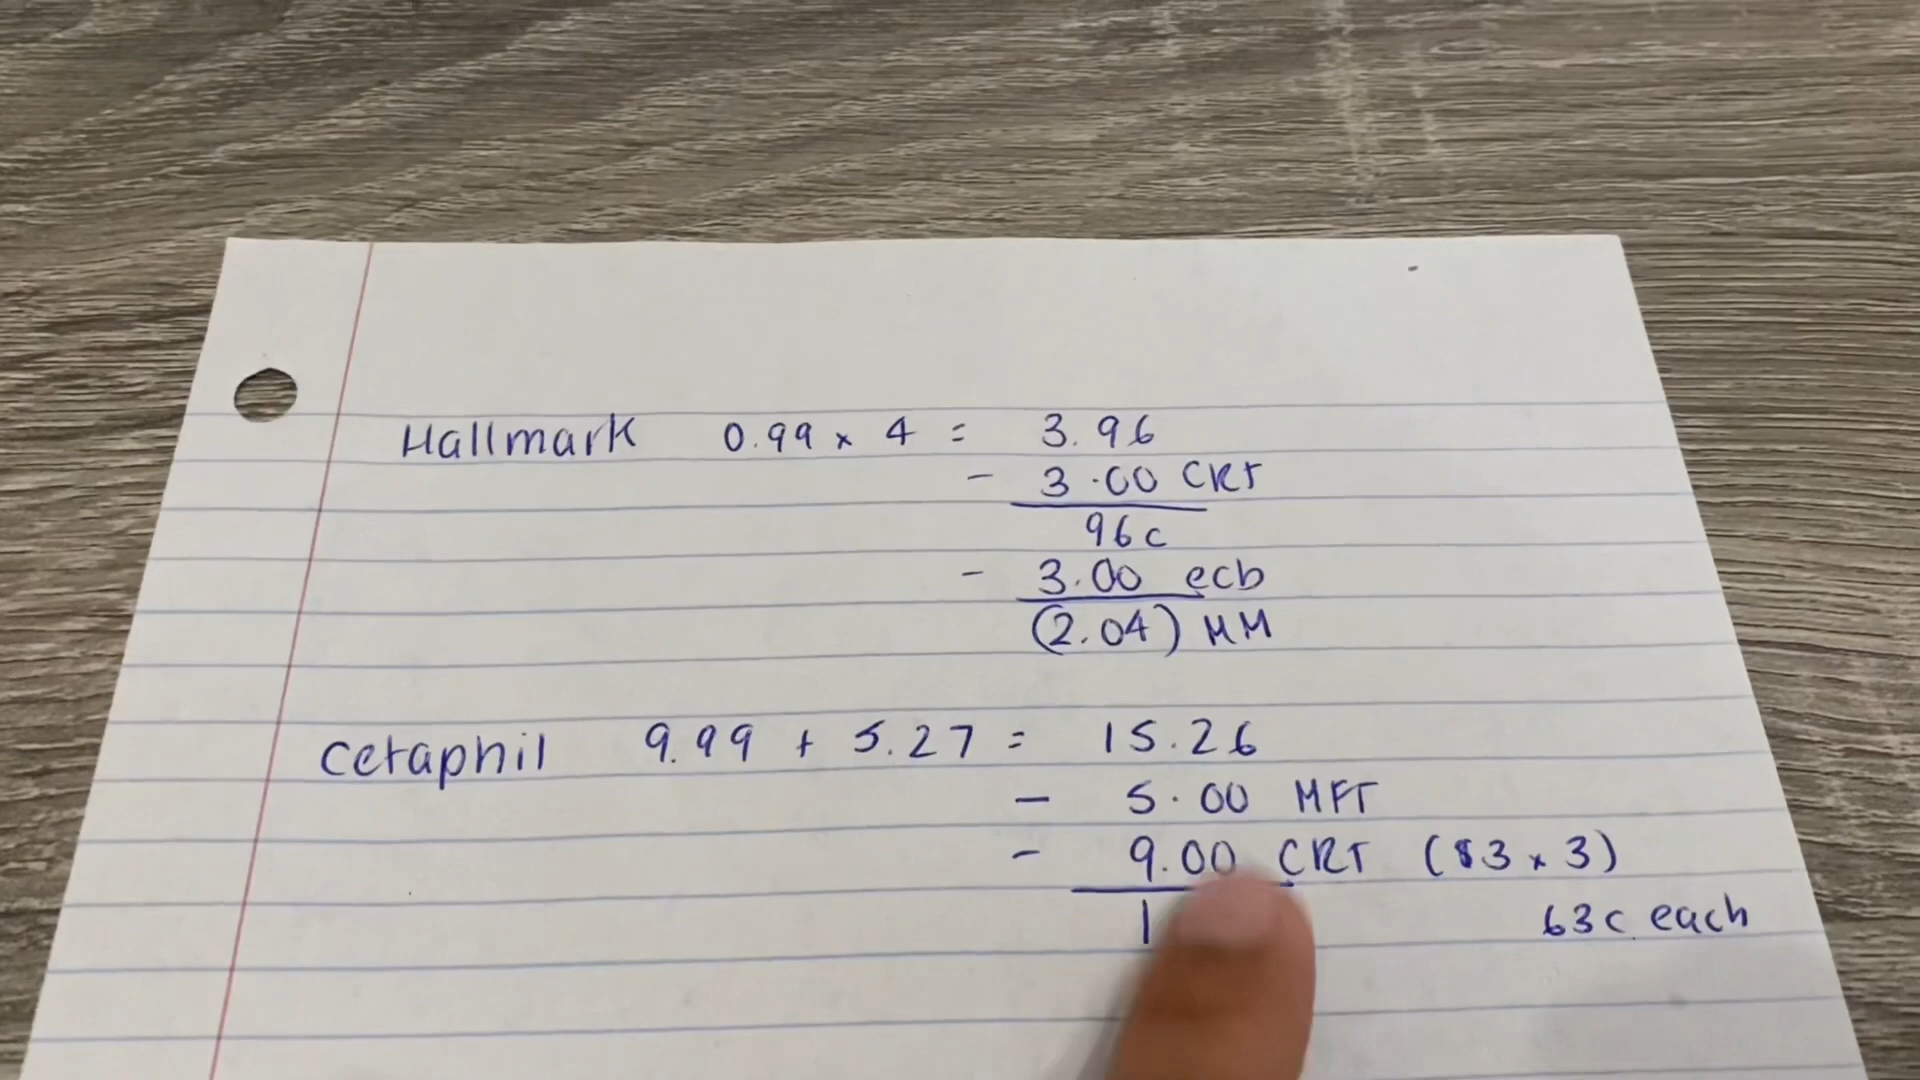 Hallmark 0.99 x 4 = 3.96
- 3.00 CRT
96c
- 3.00 ecb
(2.04) MM
Cetaphil 9.99 + 5.27 = 15.26
- 5.00 MFT
- 9.00 CRT ($3 x 3)
1 63c each